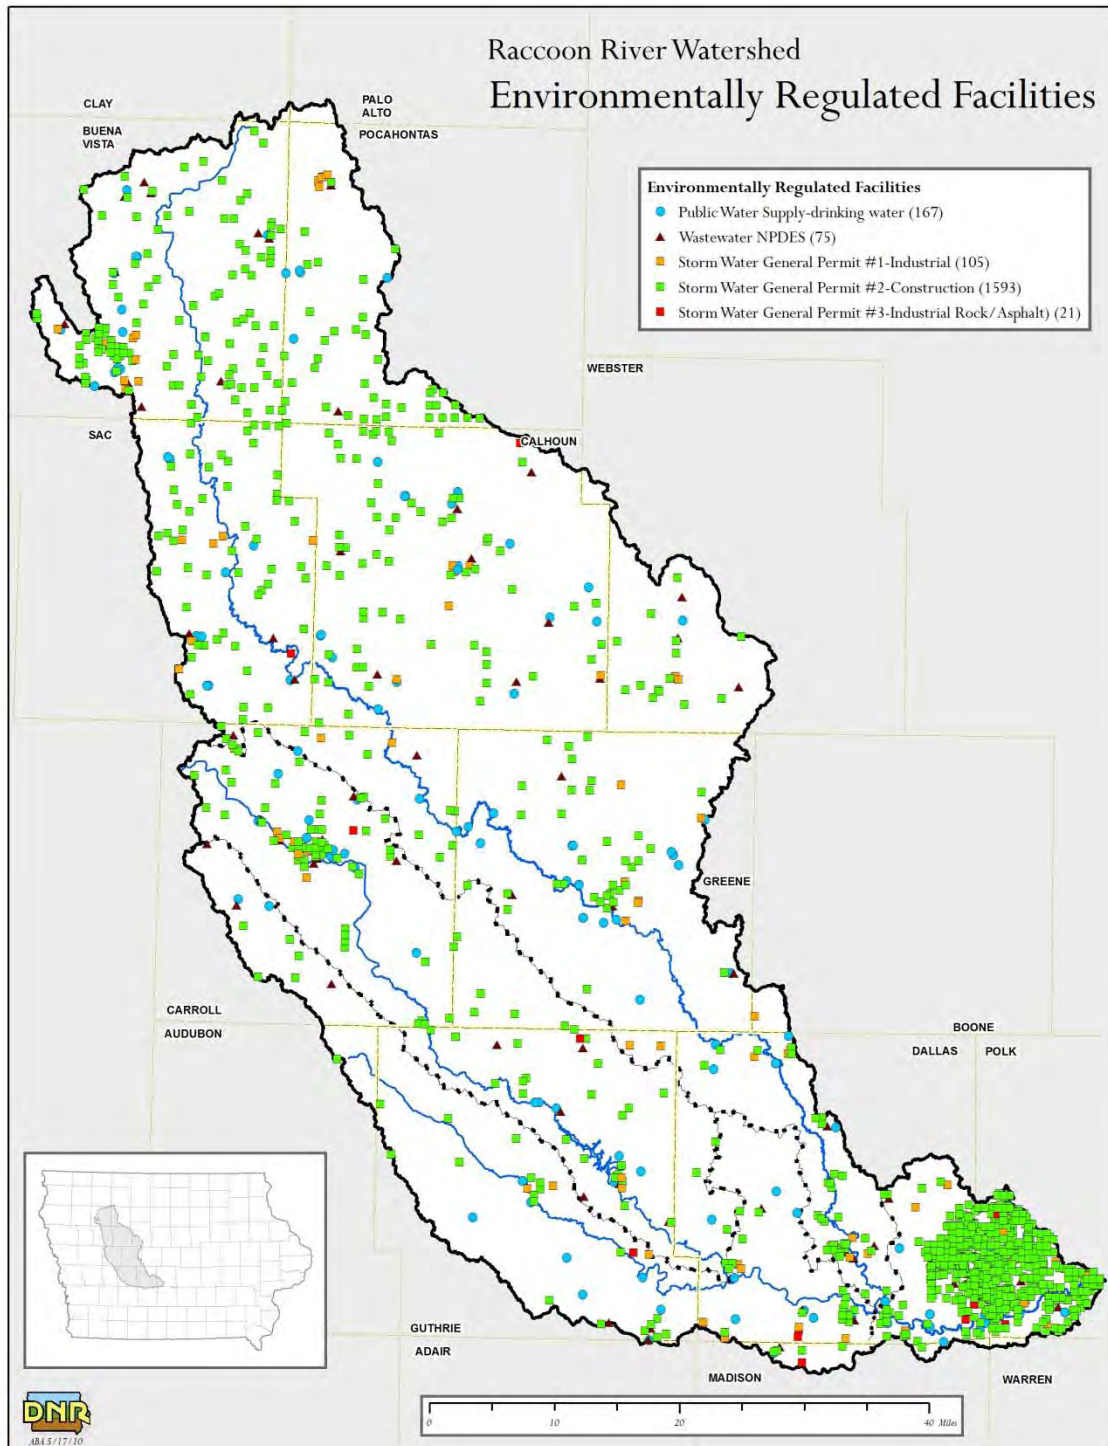 Raccoon River Watershed
Environmentally Regulated Facilities
CLAY
PALO
ALTO
BUENA
VISTA
POCAHONTAS
Environmentally Regulated Facilities
Public Water Supply-drinking water (167)
Wastewater NPDES (75)
Storm Water General Permit #1-Industrial (105)
Storm Water General Permit #2-Construction (1593)
Storm Water General Permit #3-Industrial Rock/Asphalt) (21)
WEBSTER
SAC
CALHOUN
GREENE
CARROLL
AUDUBON
BOONE
DALLAS
POLK
GUTHRIE
ADAIR
MADISON
WARREN
DNR
ABA 5/17/10
0 10 20 40 Miles